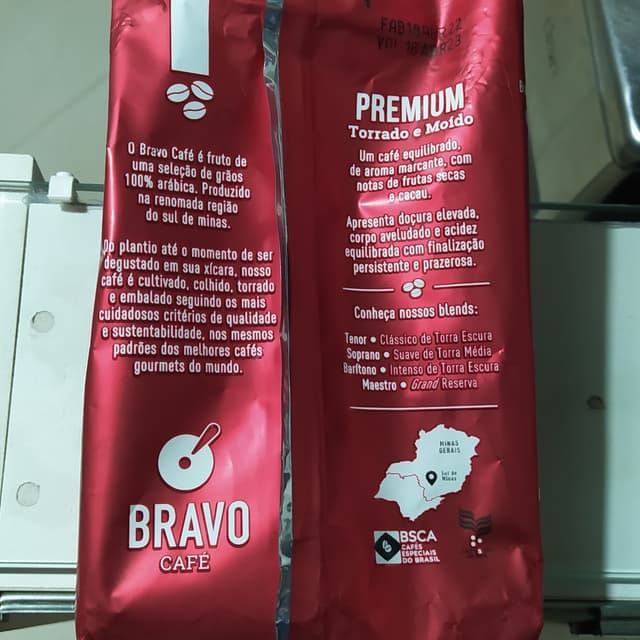 O Bravo Café é fruto de
uma seleção de grãos
100% arábica. Produzido
na renomada região
do sul de minas.
Do plantio até o momento de ser
degustado em sua xícara, nosso
café é cultivado, colhido, torrado
e embalado seguindo os mais
cuidadosos critérios de qualidade
e sustentabilidade, nos mesmos
padrões dos melhores cafés
gourmets do mundo.
BRAVO
CAFÉ
PREMIUM
Torrado e Moído
Um café equilibrado,
de aroma marcante, com
notas de frutas secas
e cacau.
Apresenta doçura elevada,
corpo aveludado e acidez
equilibrada com finalização
persistente e prazerosa.
Conheça nossos blends:
Tenor • Clássico de Torra Escura
Soprano • Suave de Torra Média
Barítono • Intenso de Torra Escura
Maestro • Grand Reserva
MINAS
GERAIS
Sul de
Minas
BSCA
CAFÉS
ESPECIAIS
DO BRASIL